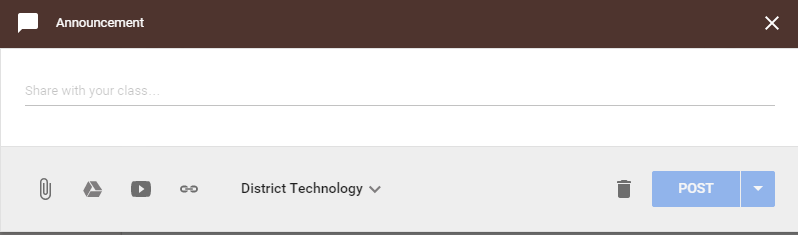 Announcement
Share with your class...
District Technology
POST